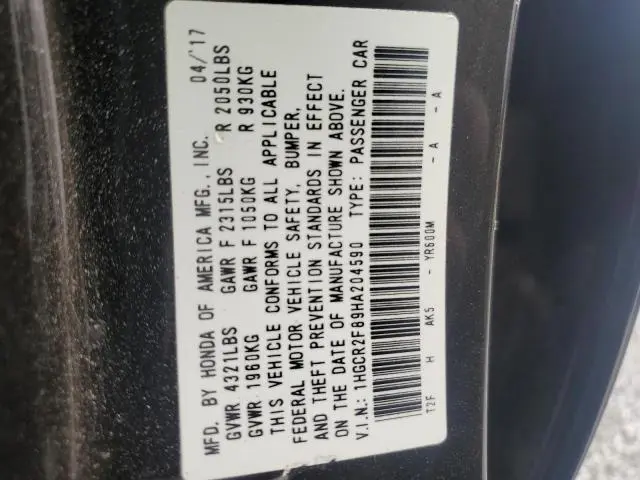 MFD. BY HONDA OF AMERICA MFG., INC. 04/'17
GVWR 4321LBS GAWR F 2315LBS R 2050LBS
GVWR 1960KG GAWR F 1050KG R 930KG
THIS VEHICLE CONFORMS TO ALL APPLICABLE
FEDERAL MOTOR VEHICLE SAFETY, BUMPER,
AND THEFT PREVENTION STANDARDS IN EFFECT
ON THE DATE OF MANUFACTURE SHOWN ABOVE.
V.I.N.: 1HGCR2F89HA204590 TYPE: PASSENGER CAR
T2F H AK5 - YR600M - A - A